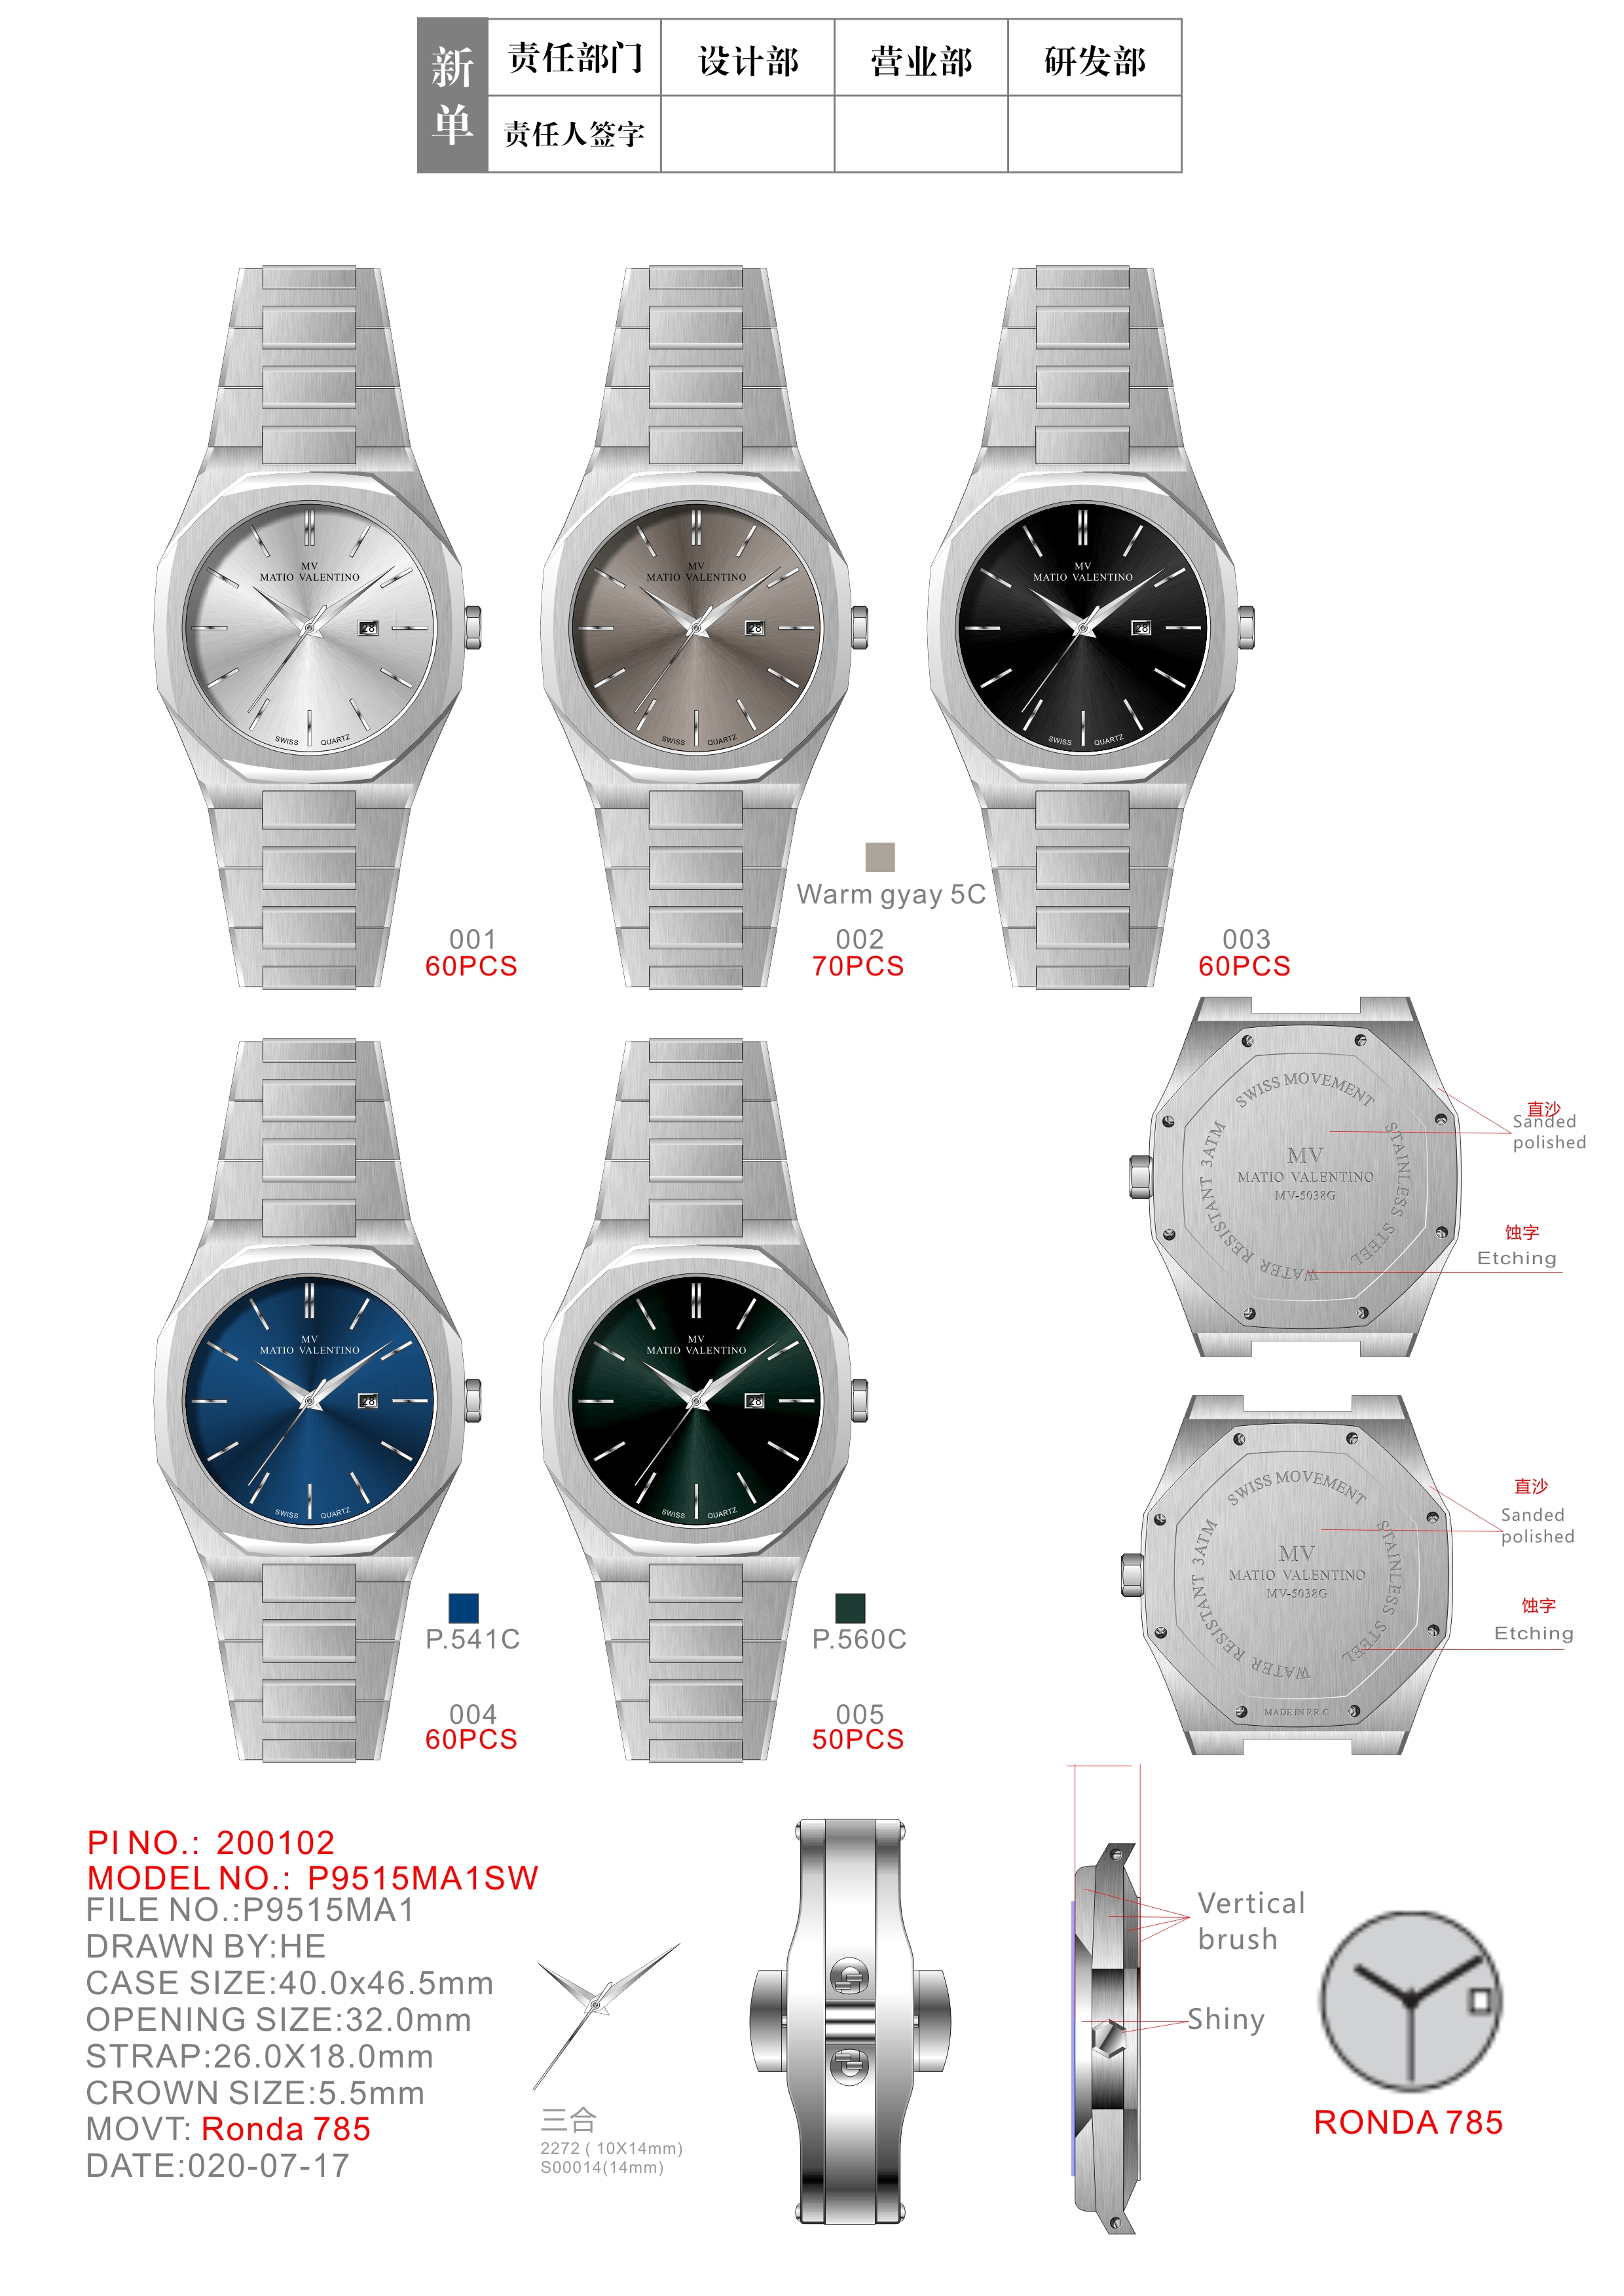 新单
责任部门 设计部 营业部 研发部
责任人签字
MV
MATIO VALENTINO
28
SWISS QUARTZ
MV
MATIO VALENTINO
28
SWISS QUARTZ
MV
MATIO VALENTINO
28
SWISS QUARTZ
Warm gyay 5C
001
60PCS
002
70PCS
003
60PCS
MV
MATIO VALENTINO
28
SWISS QUARTZ
MV
MATIO VALENTINO
28
SWISS QUARTZ
P.541C
P.560C
004
60PCS
005
50PCS
SWISS MOVEMENT
STAINLESS STEEL
WATER RESISTANT 3ATM
MV
MATIO VALENTINO
MV-5038G
直沙
Sanded
polished
蚀字
Etching
SWISS MOVEMENT
STAINLESS STEEL
WATER RESISTANT 3ATM
MV
MATIO VALENTINO
MV-5038G
MADE IN P.R.C
直沙
Sanded
polished
蚀字
Etching
PI NO.: 200102
MODEL NO.: P9515MA1SW
FILE NO.:P9515MA1
DRAWN BY:HE
CASE SIZE:40.0x46.5mm
OPENING SIZE:32.0mm
STRAP:26.0X18.0mm
CROWN SIZE:5.5mm
MOVT: Ronda 785
DATE:020-07-17
三合
2272 ( 10X14mm)
S00014(14mm)
Vertical
brush
Shiny
RONDA 785